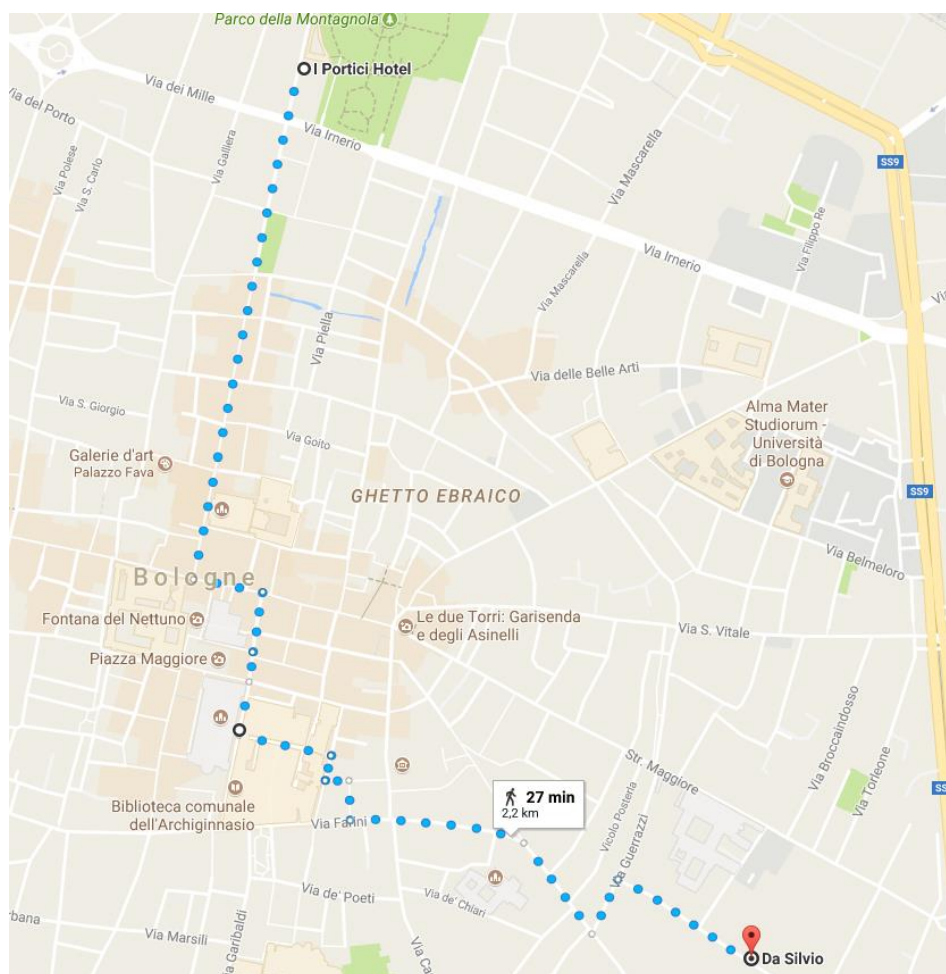 Parco della Montagnola
I Portici Hotel
Via dei Mille
Via del Porto
Via Irnerio
Via Polese
Via S. Carlo
Via Galliera
Via Mascarella
SS9
Via Filippo Re
Via Irnerio
Via Mascarella
Via Piella
Via delle Belle Arti
Via S. Giorgio
Via Goito
Alma Mater
Studiorum -
Università
di Bologna
Galerie d'art
Palazzo Fava
GHETTO EBRAICO
SS9
Via Belmeloro
Bologne
Fontana del Nettuno
Le due Torri: Garisenda
e degli Asinelli
Via S. Vitale
Piazza Maggiore
Via Broccaindosso
Str. Maggiore
Via Torleone
27 min
2,2 km
Biblioteca comunale
dell'Archiginnasio
Via Farini
Vicolo Posterla
Via Guerrazzi
Via de' Poeti
Via de' Chiari
Via Marsili
Via Garibaldi
Da Silvio